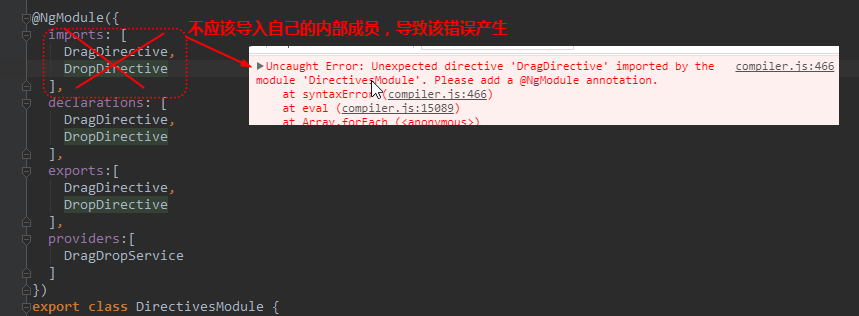 @NgModule({
不应该导入自己的内部成员，导致该错误产生
imports: [
DragDirective,
DropDirective
],
Uncaught Error: Unexpected directive 'DragDirective' imported by the compiler.js:466
module 'DirectivesModule'. Please add a @NgModule annotation.
at syntaxError (compiler.js:466)
at eval (compiler.js:15089)
at Array.forEach (<anonymous>)
declarations: [
DragDirective,
DropDirective
],
exports:[
DragDirective,
DropDirective
],
providers:[
DragDropService
]
})
export class DirectivesModule {